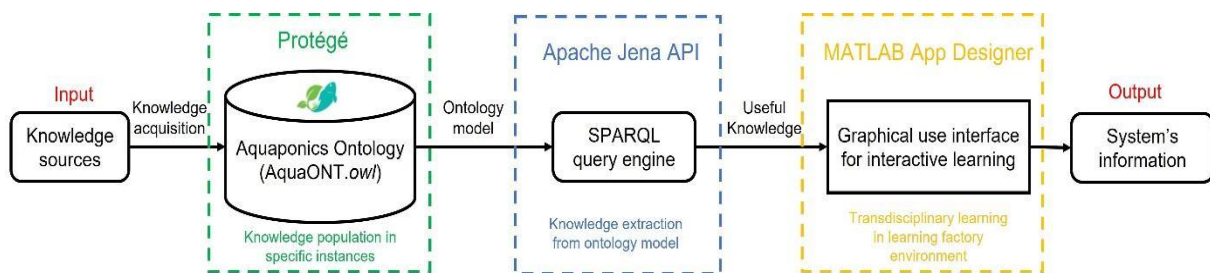 Input
Knowledge
sources
Knowledge
acquisition
Protégé
Aquaponics Ontology
(AquaONT.owl)
Knowledge population in
specific instances
Ontology
model
Apache Jena API
SPARQL
query engine
Knowledge extraction
from ontology model
Useful
Knowledge
MATLAB App Designer
Graphical use interface
for interactive learning
Transdisciplinary learning
in learning factory
environment
Output
System's
information